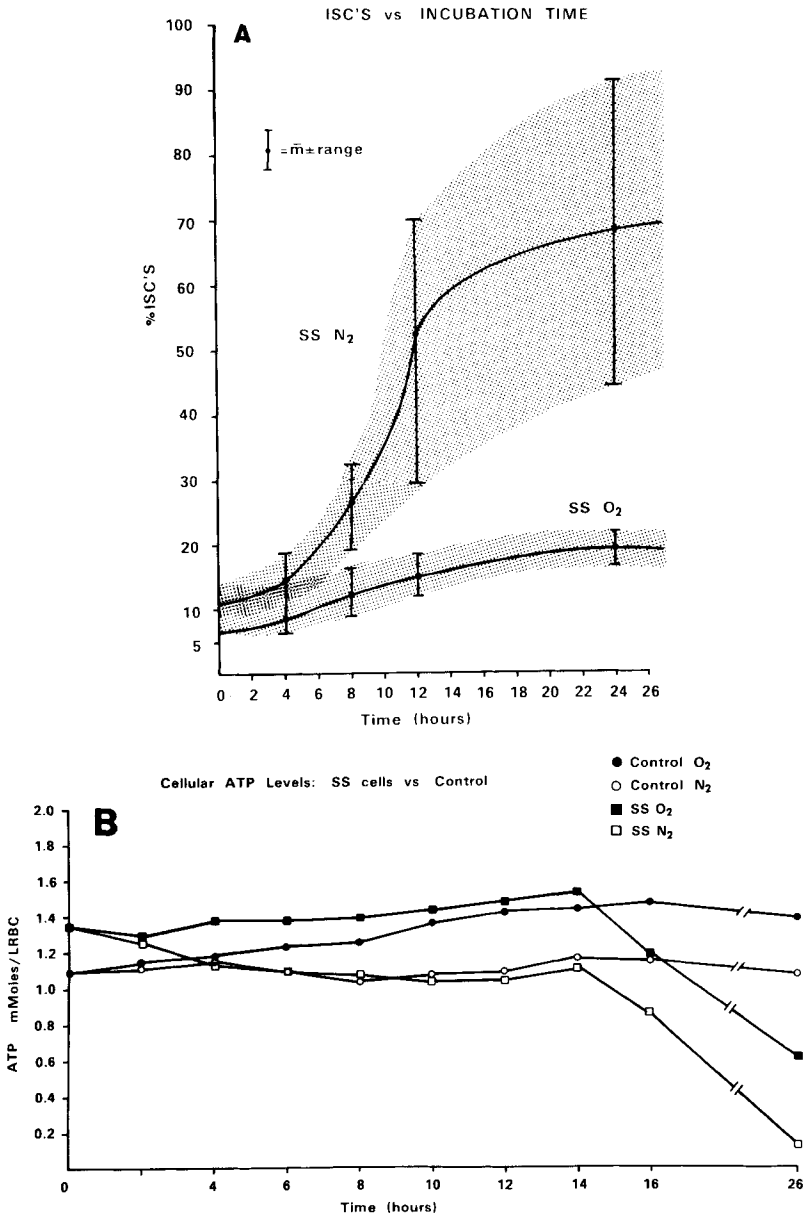 ISC'S vs INCUBATION TIME
A
100
90
80
70
60
50
40
30
20
10
5
%ISC'S
= m̄ ± range
SS N₂
SS O₂
0 2 4 6 8 10 12 14 16 18 20 22 24 26
Time (hours)
Cellular ATP Levels: SS cells vs Control
B
Control O₂
Control N₂
SS O₂
SS N₂
2.0
1.8
1.6
1.4
1.2
1.0
0.8
0.6
0.4
0.2
ATP mMoles/LRBC
0 2 4 6 8 10 12 14 16 26
Time (hours)